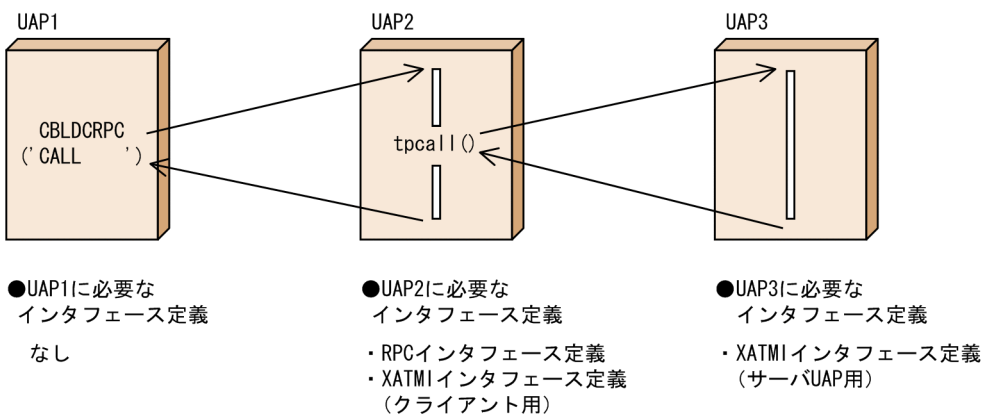 UAP1
UAP2
UAP3
CBLDCRPC
('CALL    ')
tpcall()
●UAP1に必要な
インタフェース定義
なし
●UAP2に必要な
インタフェース定義
・RPCインタフェース定義
・XATMIインタフェース定義
（クライアント用）
●UAP3に必要な
インタフェース定義
・XATMIインタフェース定義
（サーバUAP用）